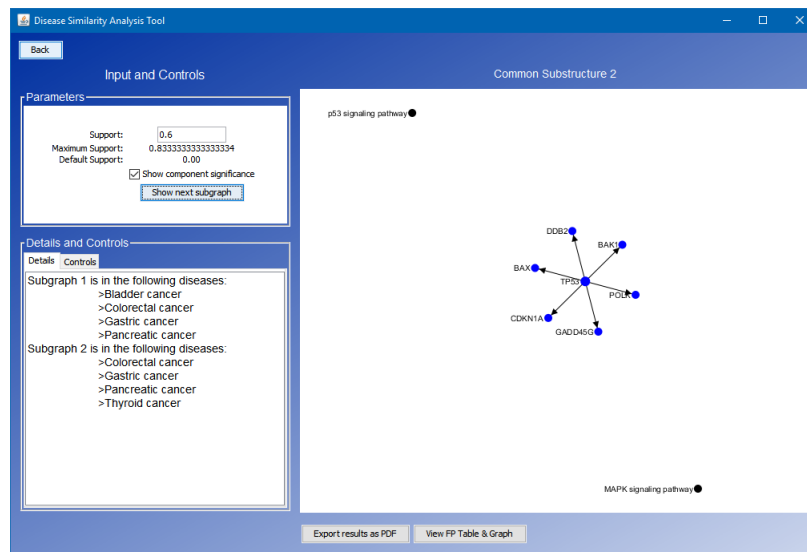 Disease Similarity Analysis Tool
Back
Input and Controls
Parameters
Support: 0.6
Maximum Support: 0.8333333333333334
Default Support: 0.00
Show component significance
Show next subgraph
Details and Controls
Details Controls
Subgraph 1 is in the following diseases:
>Bladder cancer
>Colorectal cancer
>Gastric cancer
>Pancreatic cancer
Subgraph 2 is in the following diseases:
>Colorectal cancer
>Gastric cancer
>Pancreatic cancer
>Thyroid cancer
Common Substructure 2
p53 signaling pathway
DDB2
BAK1
BAX
TP53
POLK
CDKN1A
GADD45G
MAPK signaling pathway
Export results as PDF View FP Table & Graph